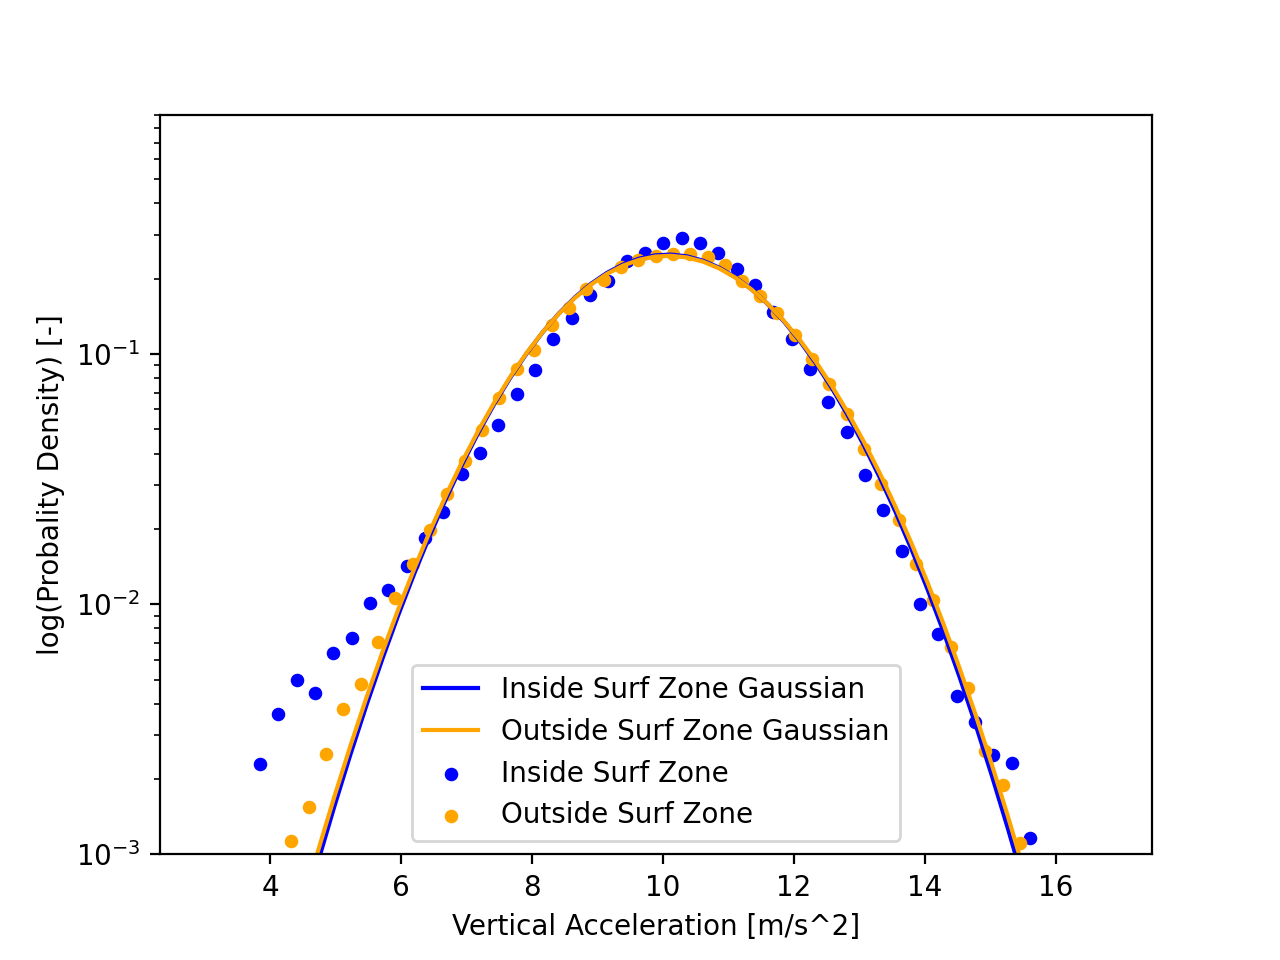 log(Probality Density) [-]
10⁻¹
10⁻²
10⁻³
Inside Surf Zone Gaussian
Outside Surf Zone Gaussian
Inside Surf Zone
Outside Surf Zone
4 6 8 10 12 14 16
Vertical Acceleration [m/s^2]